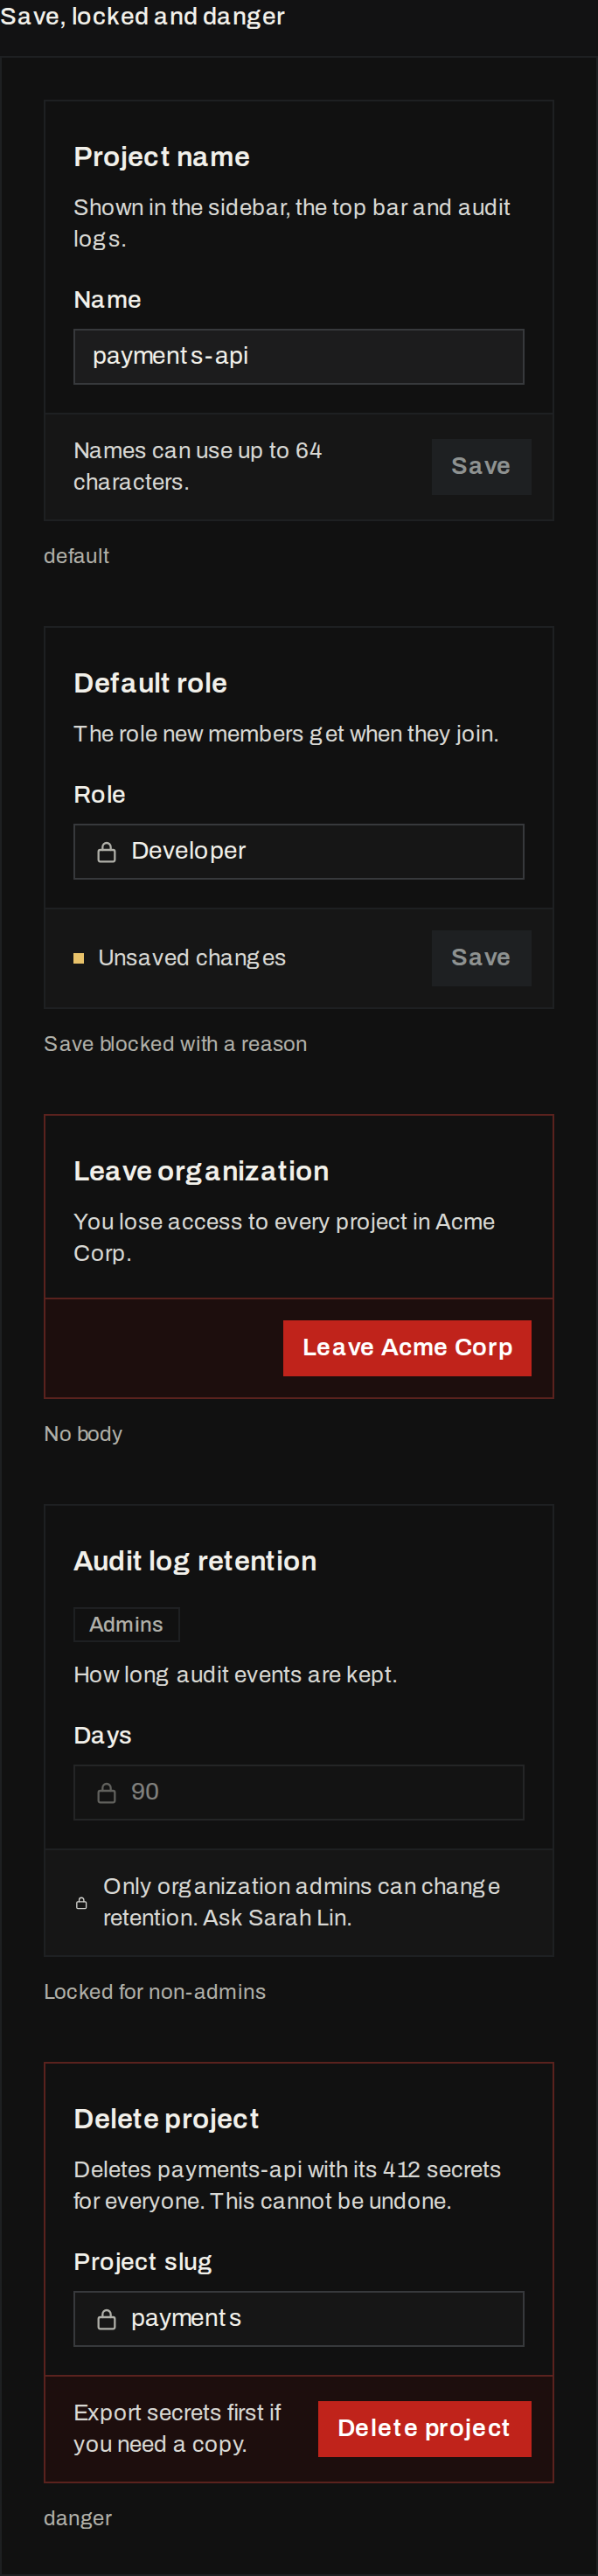 Save, locked and danger
Project name
Shown in the sidebar, the top bar and audit
logs.
Name
payments-api
Names can use up to 64
characters.
Save
default
Default role
The role new members get when they join.
Role
Developer
Unsaved changes
Save
Save blocked with a reason
Leave organization
You lose access to every project in Acme
Corp.
Leave Acme Corp
No body
Audit log retention
Admins
How long audit events are kept.
Days
90
Only organization admins can change
retention. Ask Sarah Lin.
Locked for non-admins
Delete project
Deletes payments-api with its 412 secrets
for everyone. This cannot be undone.
Project slug
payments
Export secrets first if
you need a copy.
Delete project
danger